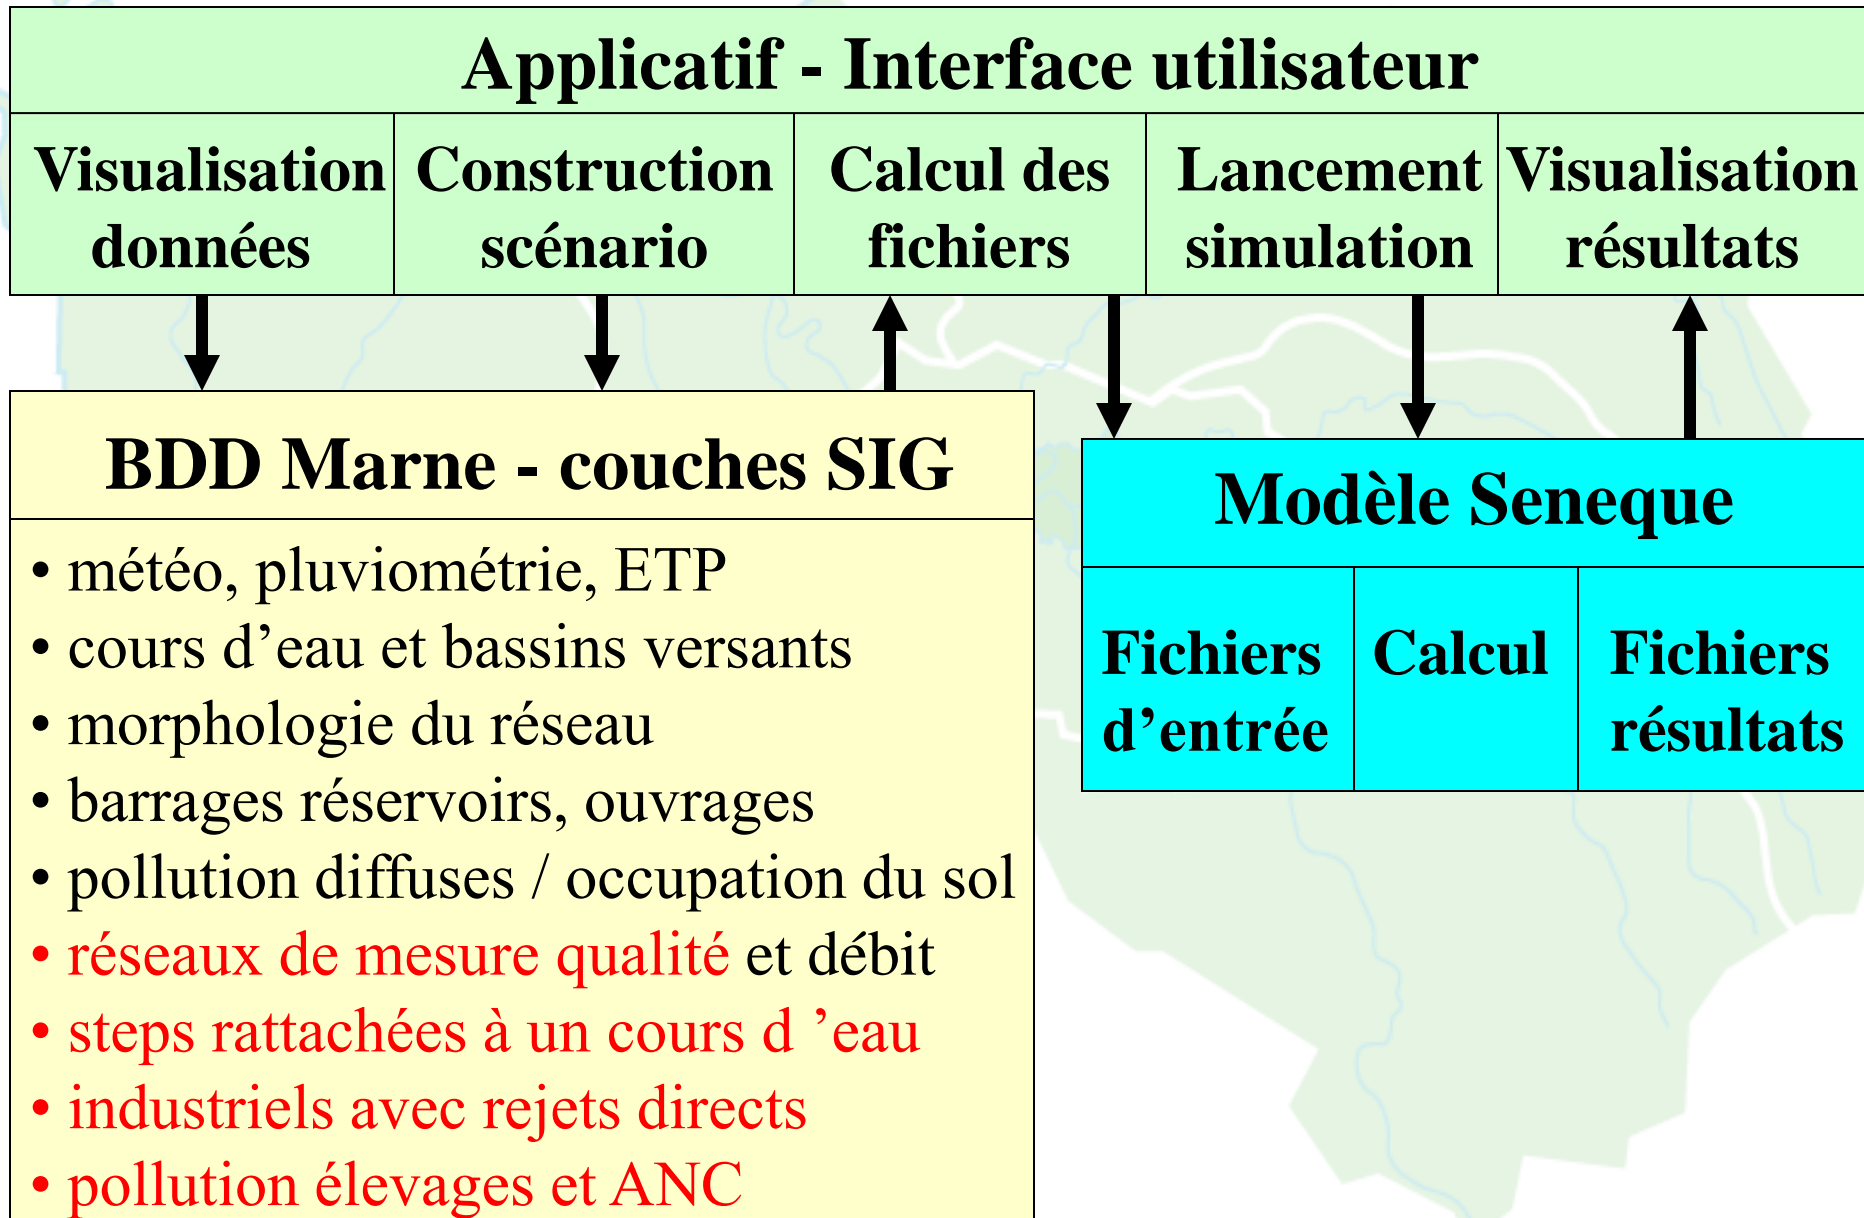 Applicatif - Interface utilisateur
Visualisation données
Construction scénario
Calcul des fichiers
Lancement simulation
Visualisation résultats
BDD Marne - couches SIG
• météo, pluviométrie, ETP
• cours d’eau et bassins versants
• morphologie du réseau
• barrages réservoirs, ouvrages
• pollution diffuses / occupation du sol
• réseaux de mesure qualité et débit
• steps rattachées à un cours d ’eau
• industriels avec rejets directs
• pollution élevages et ANC
Modèle Seneque
Fichiers d’entrée
Calcul
Fichiers résultats